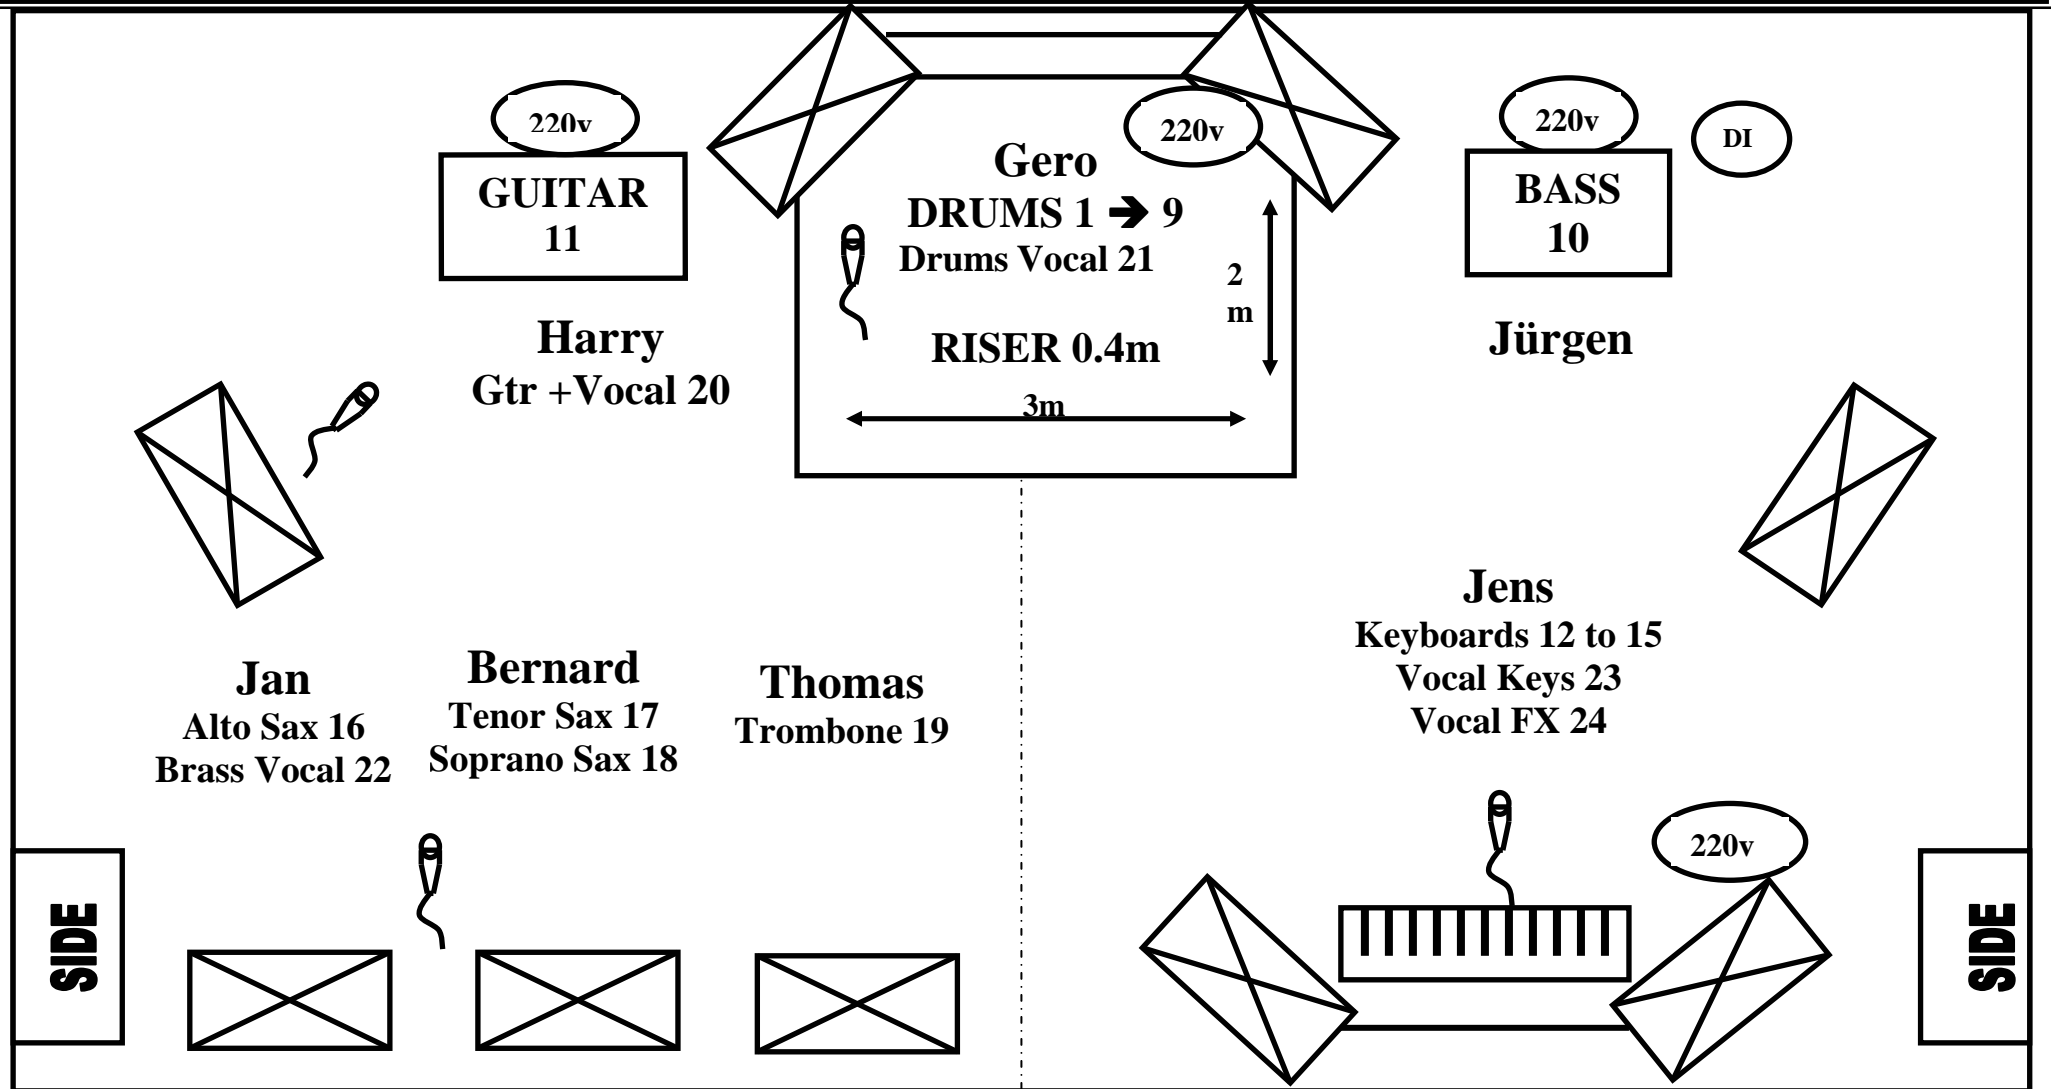 220v
GUITAR
11
Harry
Gtr +Vocal 20
220v
Gero
DRUMS 1 ➔ 9
Drums Vocal 21
2
m
RISER 0.4m
3m
220v
DI
BASS
10
Jürgen
Jan
Alto Sax 16
Brass Vocal 22
Bernard
Tenor Sax 17
Soprano Sax 18
Thomas
Trombone 19
Jens
Keyboards 12 to 15
Vocal Keys 23
Vocal FX 24
220v
SIDE
SIDE